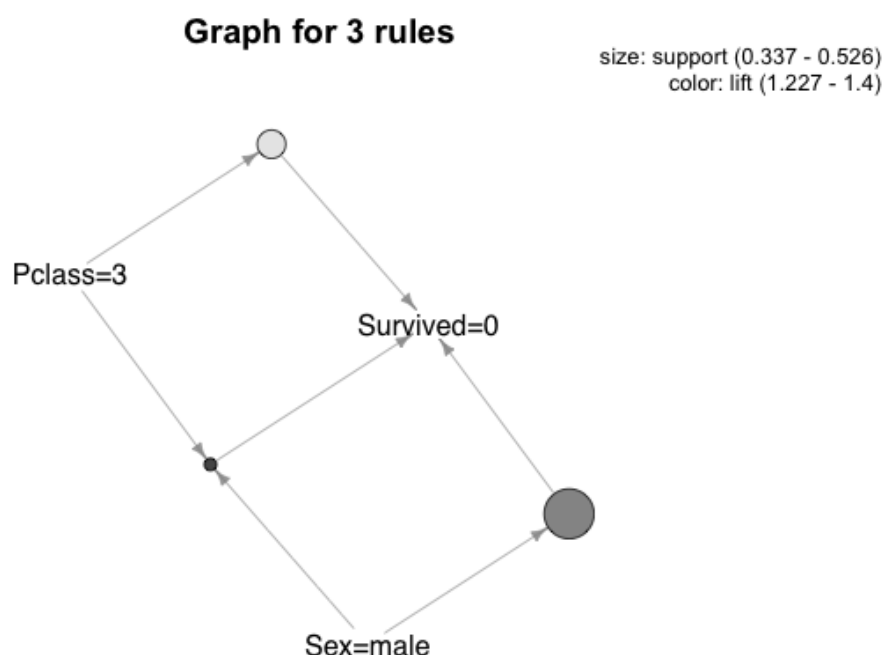 Graph for 3 rules
size: support (0.337 - 0.526)
color: lift (1.227 - 1.4)
Pclass=3
Survived=0
Sex=male